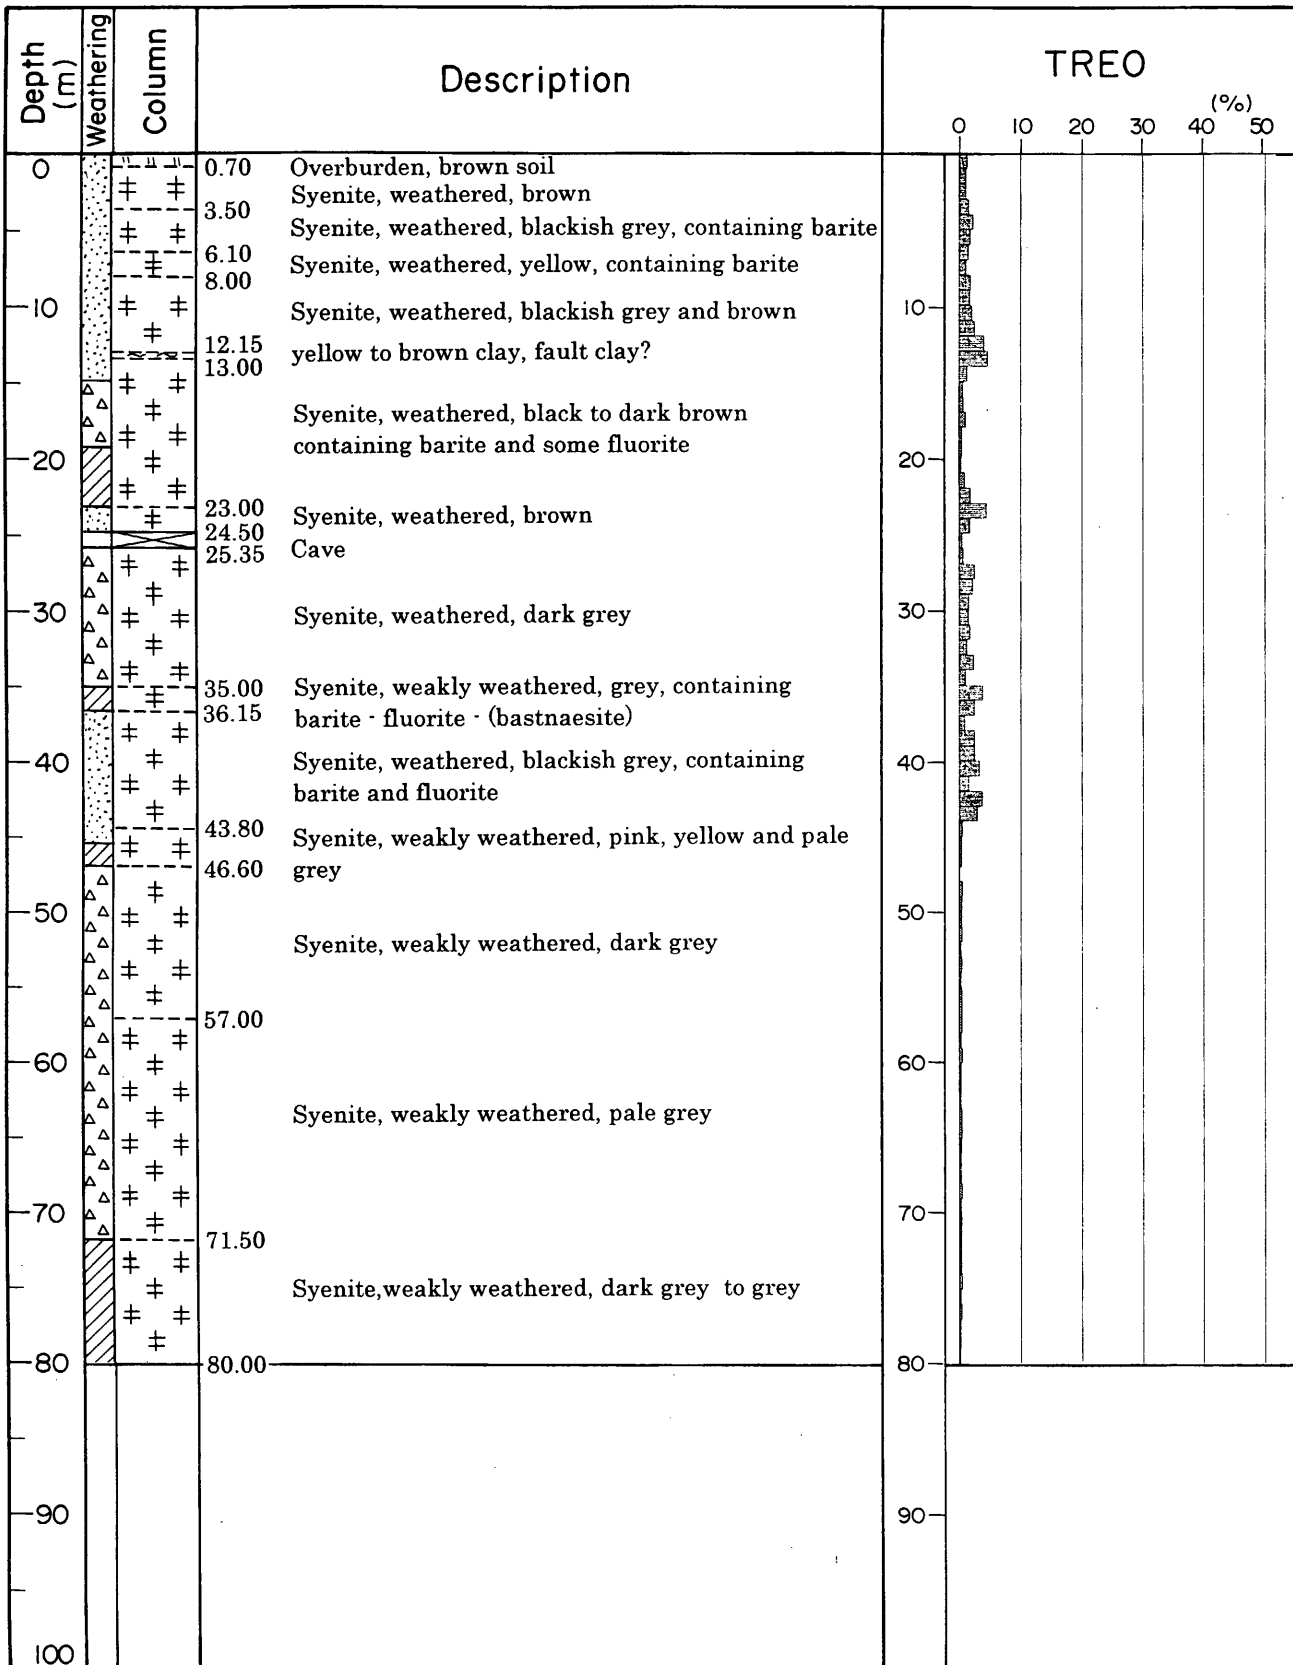 Depth (m)
Weathering
Column
Description
TREO
(%)
0 10 20 30 40 50
0
10
20
30
40
50
60
70
80
90
100
0.70 Overburden, brown soil
Syenite, weathered, brown
3.50
Syenite, weathered, blackish grey, containing barite
6.10
Syenite, weathered, yellow, containing barite
8.00
Syenite, weathered, blackish grey and brown
12.15
yellow to brown clay, fault clay?
13.00
Syenite, weathered, black to dark brown
containing barite and some fluorite
23.00
Syenite, weathered, brown
24.50
Cave
25.35
Syenite, weathered, dark grey
35.00
Syenite, weakly weathered, grey, containing
36.15
barite - fluorite - (bastnaesite)
Syenite, weathered, blackish grey, containing
barite and fluorite
43.80
Syenite, weakly weathered, pink, yellow and pale
46.60 grey
Syenite, weakly weathered, dark grey
57.00
Syenite, weakly weathered, pale grey
71.50
Syenite,weakly weathered, dark grey to grey
80.00
10
20
30
40
50
60
70
80
90